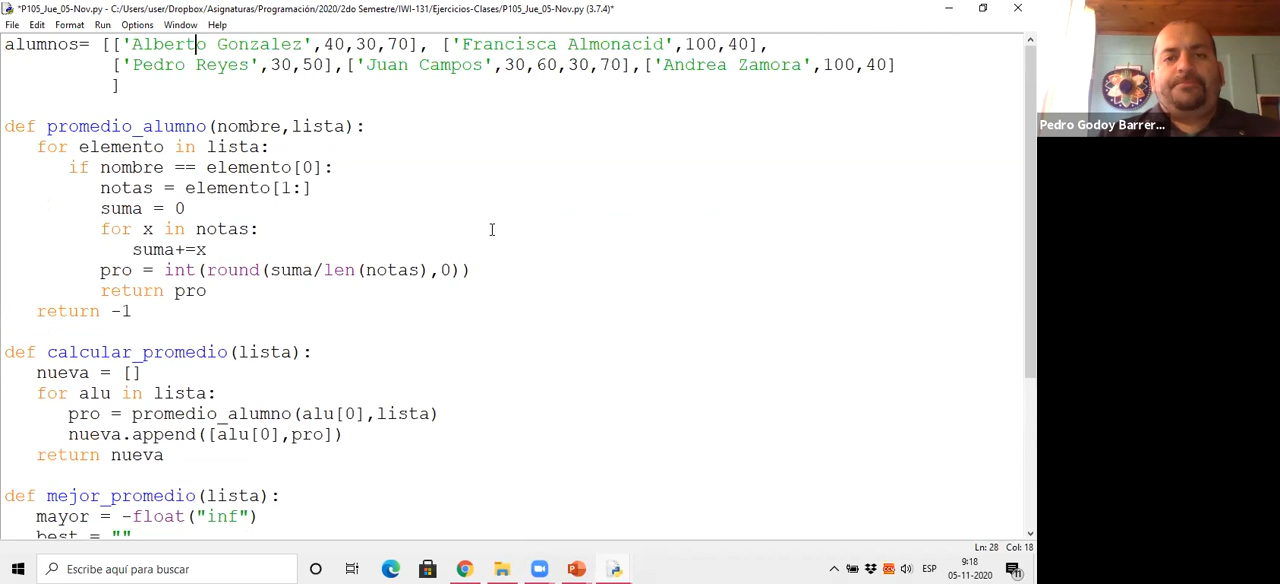 *P105_Jue_05-Nov.py - C:/Users/user/Dropbox/Asignaturas/Programación/2020/2do Semestre/IWI-131/Ejercicios-Clases/P105_Jue_05-Nov.py (3.7.4)*
File Edit Format Run Options Window Help
alumnos= [['Alberto Gonzalez',40,30,70], ['Francisca Almonacid',100,40],
['Pedro Reyes',30,50],['Juan Campos',30,60,30,70],['Andrea Zamora',100,40]
]
def promedio_alumno(nombre,lista):
for elemento in lista:
if nombre == elemento[0]:
notas = elemento[1:]
suma = 0
for x in notas:
suma+=x
pro = int(round(suma/len(notas),0))
return pro
return -1
def calcular_promedio(lista):
nueva = []
for alu in lista:
pro = promedio_alumno(alu[0],lista)
nueva.append([alu[0],pro])
return nueva
def mejor_promedio(lista):
mayor = -float("inf")
best = ""
Ln: 28 Col: 18
Pedro Godoy Barrer...
Escribe aquí para buscar
ESP
9:18
05-11-2020
11